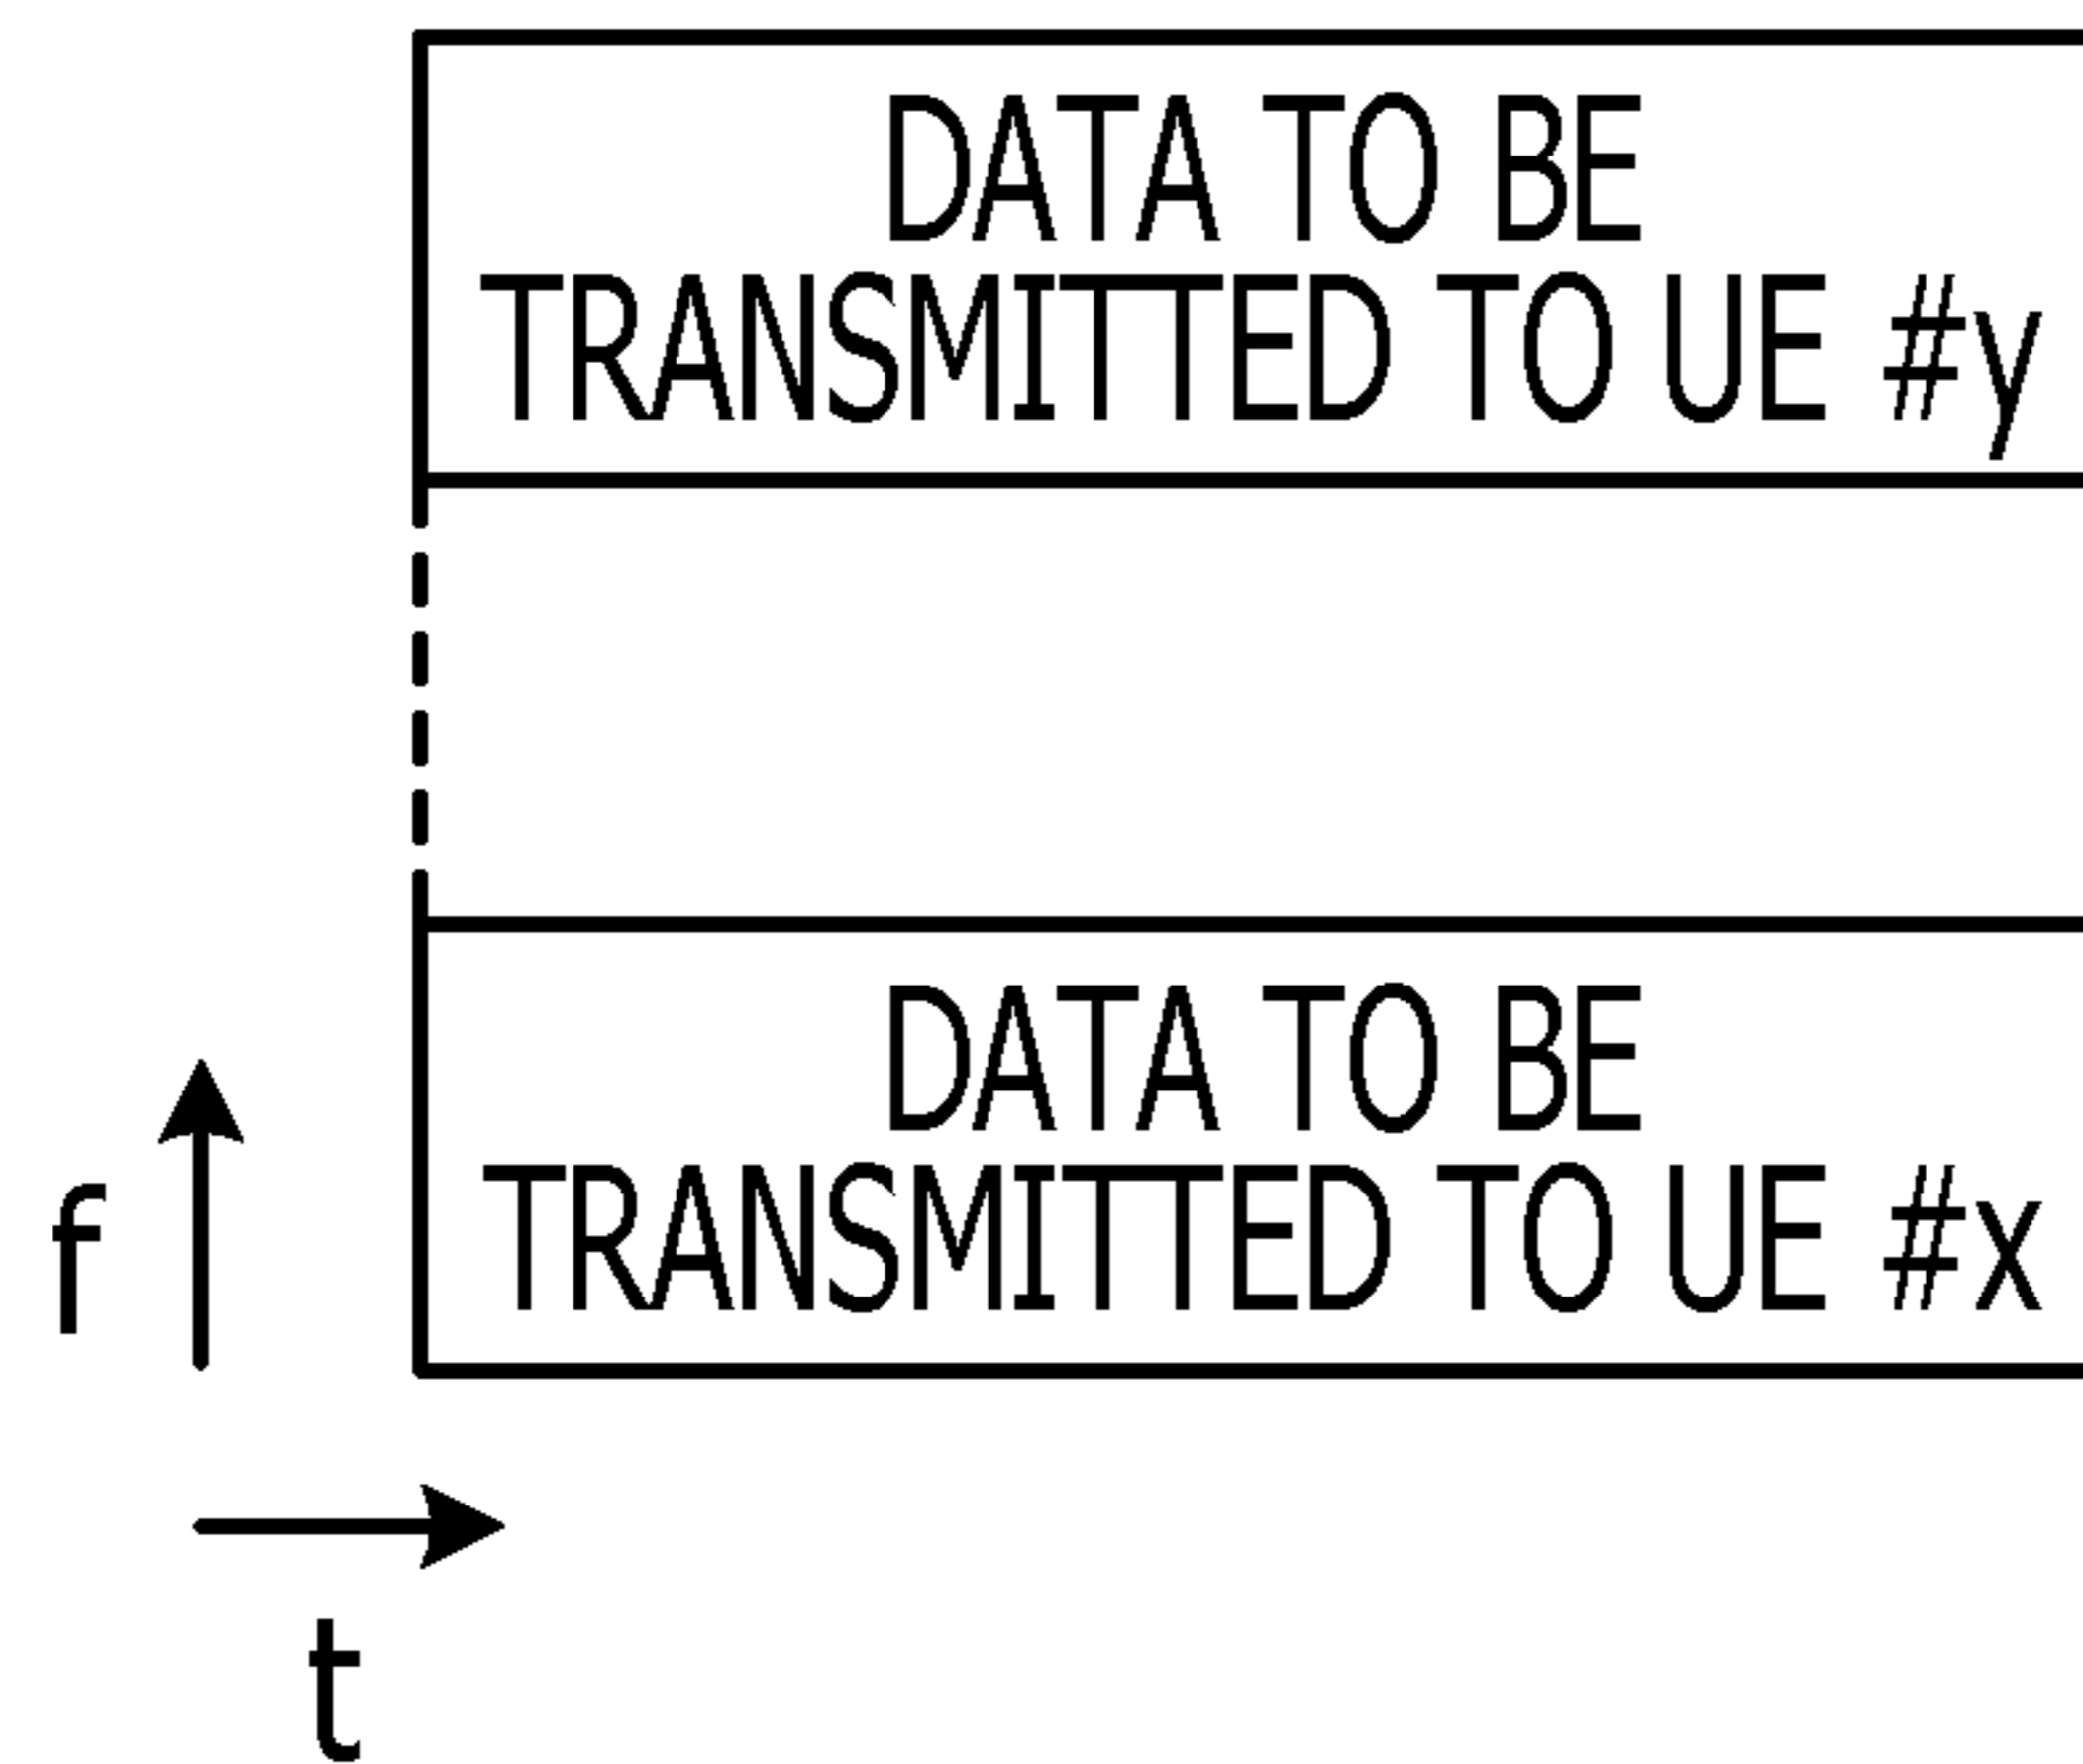 DATA TO BE
TRANSMITTED TO UE #y
DATA TO BE
TRANSMITTED TO UE #x
f
t